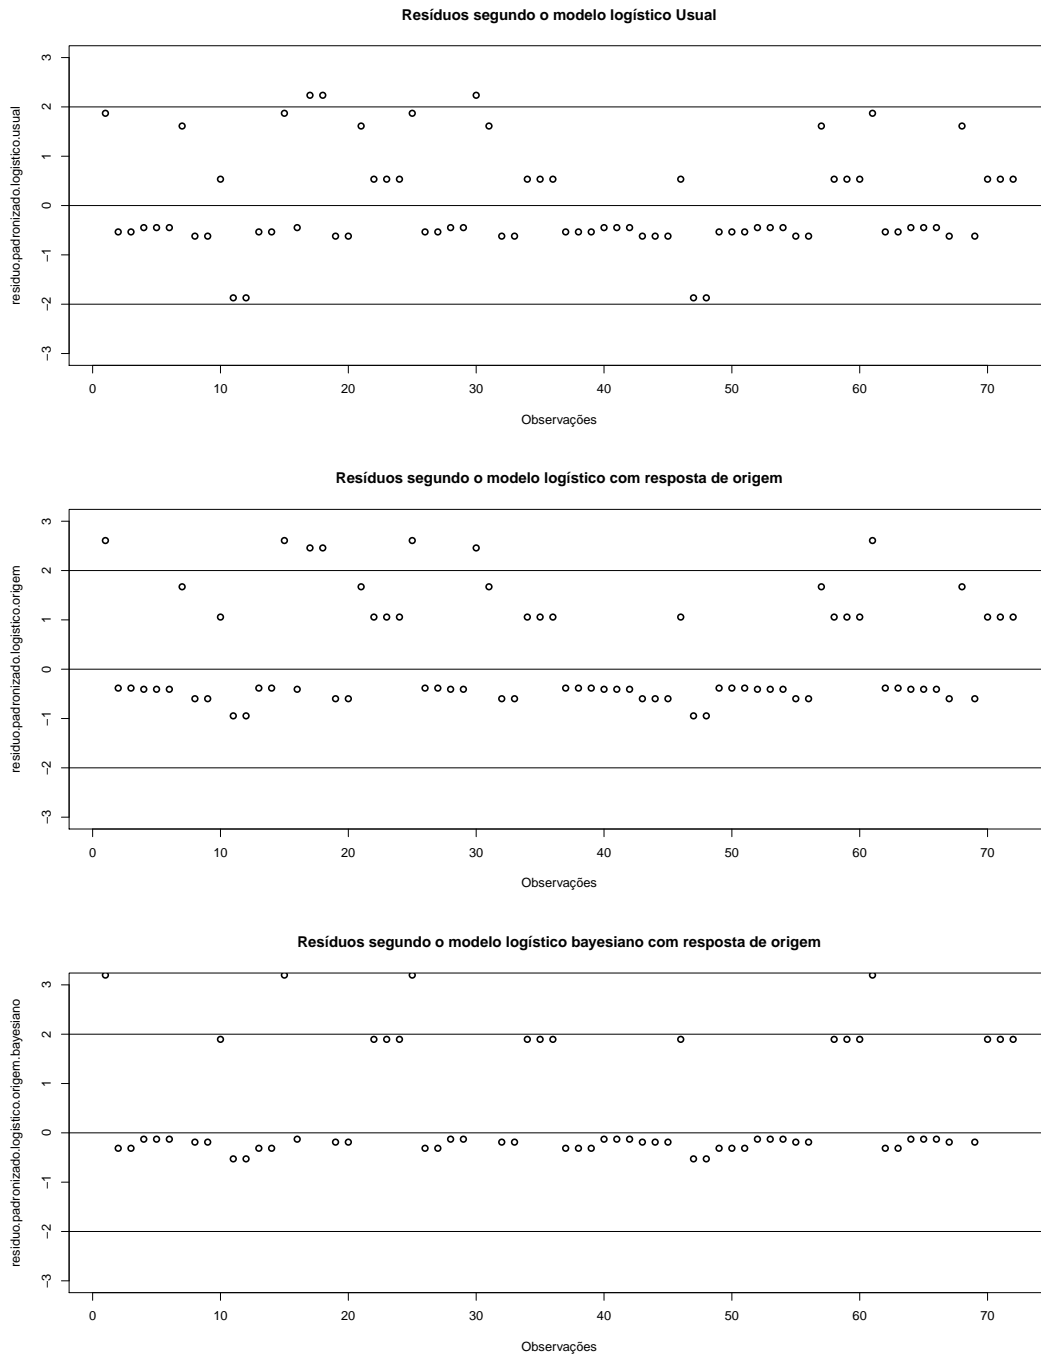 Resíduos segundo o modelo logístico Usual
residuo.padronizado.logistico.usual
3
2
1
0
−1
−2
−3
0 10 20 30 40 50 60 70
Observações
Resíduos segundo o modelo logístico com resposta de origem
residuo.padronizado.logistico.origem
3
2
1
0
−1
−2
−3
0 10 20 30 40 50 60 70
Observações
Resíduos segundo o modelo logístico bayesiano com resposta de origem
residuo.padronizado.logistico.origem.bayesiano
3
2
1
0
−1
−2
−3
0 10 20 30 40 50 60 70
Observações